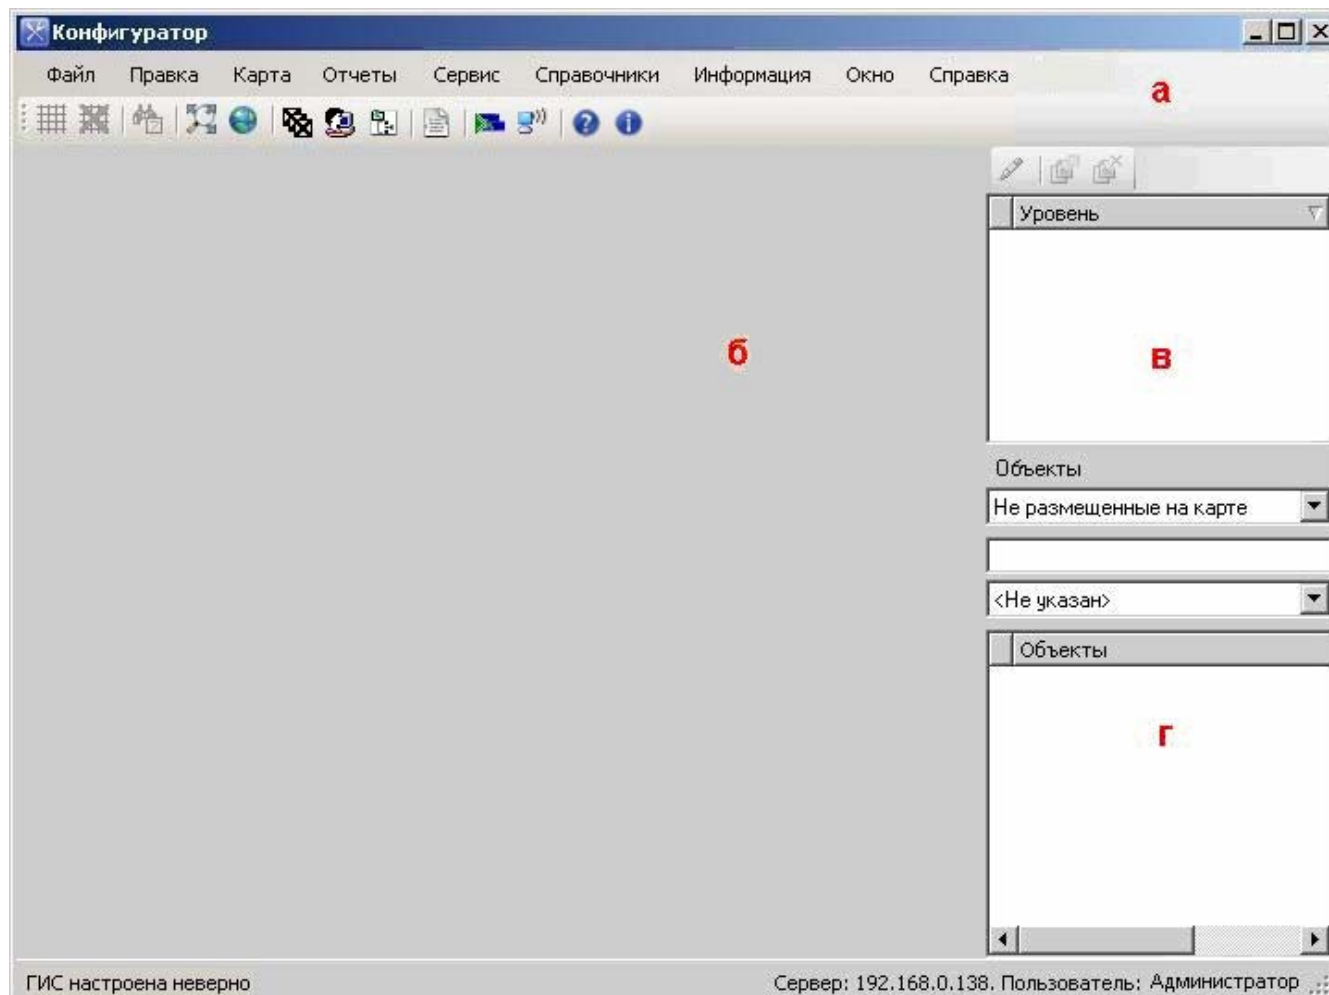 Конфигуратор
Файл Правка Карта Отчеты Сервис Справочники Информация Окно Справка
а
Уровень
б
в
Объекты
Не размещенные на карте
<Не указан>
Объекты
г
ГИС настроена неверно Сервер: 192.168.0.138. Пользователь: Администратор